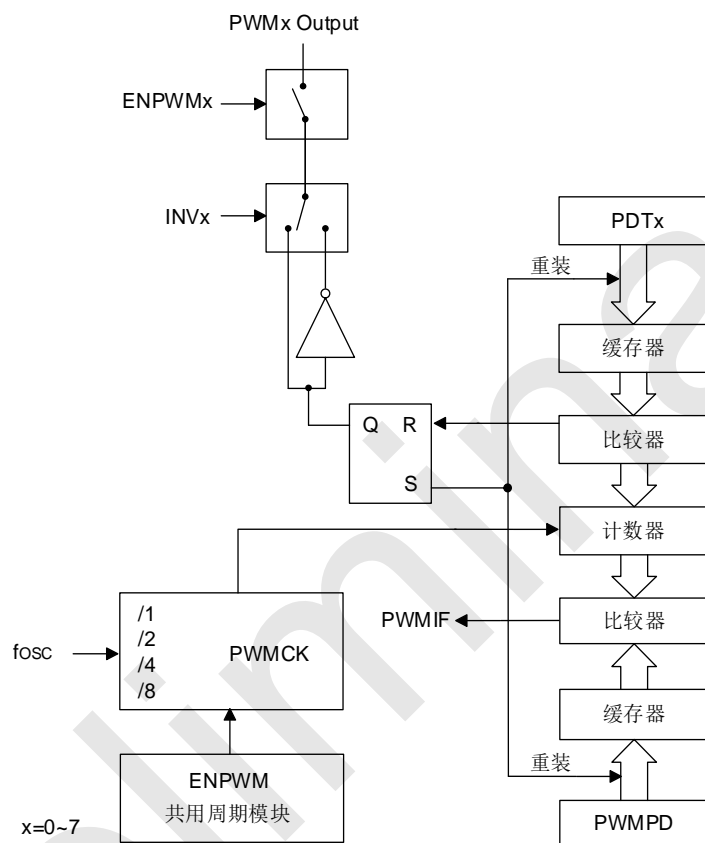 PWMx Output
ENPWMx
INVx
PDTx
重装
缓存器
Q R
S
比较器
计数器
/1
/2
/4
/8
PWMCK
fosc
PWMIF
比较器
缓存器
ENPWM
共用周期模块
重装
PWMPD
x=0~7